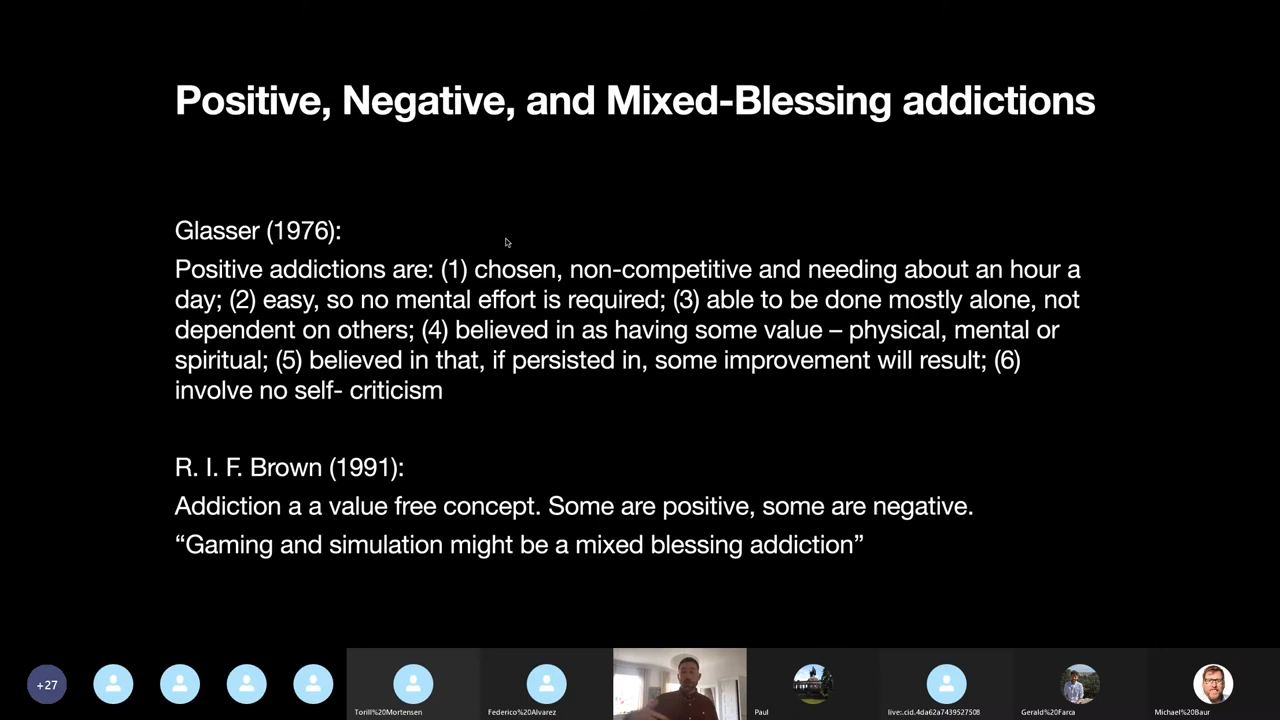 Positive, Negative, and Mixed-Blessing addictions
Glasser (1976):
Positive addictions are: (1) chosen, non-competitive and needing about an hour a
day; (2) easy, so no mental effort is required; (3) able to be done mostly alone, not
dependent on others; (4) believed in as having some value – physical, mental or
spiritual; (5) believed in that, if persisted in, some improvement will result; (6)
involve no self- criticism
R. I. F. Brown (1991):
Addiction a a value free concept. Some are positive, some are negative.
“Gaming and simulation might be a mixed blessing addiction”
+27
Torill%20Mortensen
Federico%20Alvarez
Paul
live:.cid.4da62a7439527508
Gerald%20Farca
Michael%20Baur